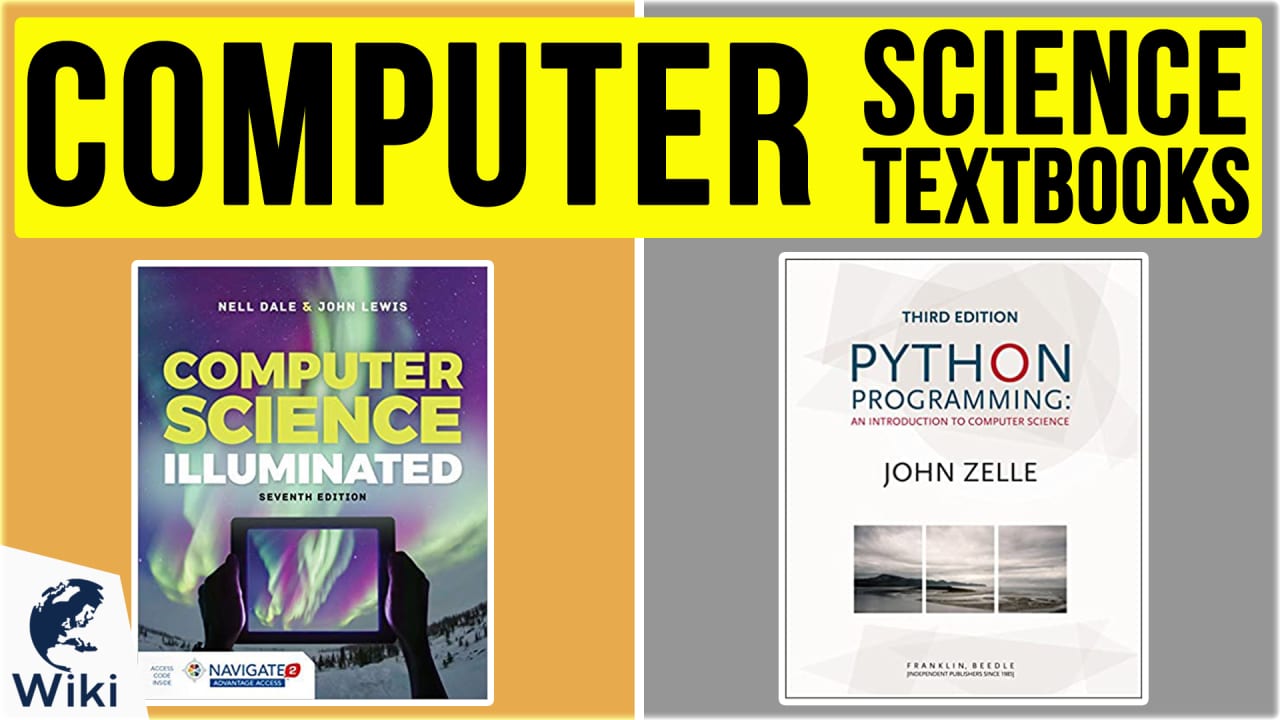 COMPUTER
SCIENCE
TEXTBOOKS
NELL DALE & JOHN LEWIS
COMPUTER
SCIENCE
ILLUMINATED
SEVENTH EDITION
ACCESS
CODE
INSIDE
NAVIGATE 2
ADVANTAGE ACCESS
THIRD EDITION
PYTHON
PROGRAMMING:
AN INTRODUCTION TO COMPUTER SCIENCE
JOHN ZELLE
FRANKLIN, BEEDLE
[INDEPENDENT PUBLISHERS SINCE 1985]
Wiki